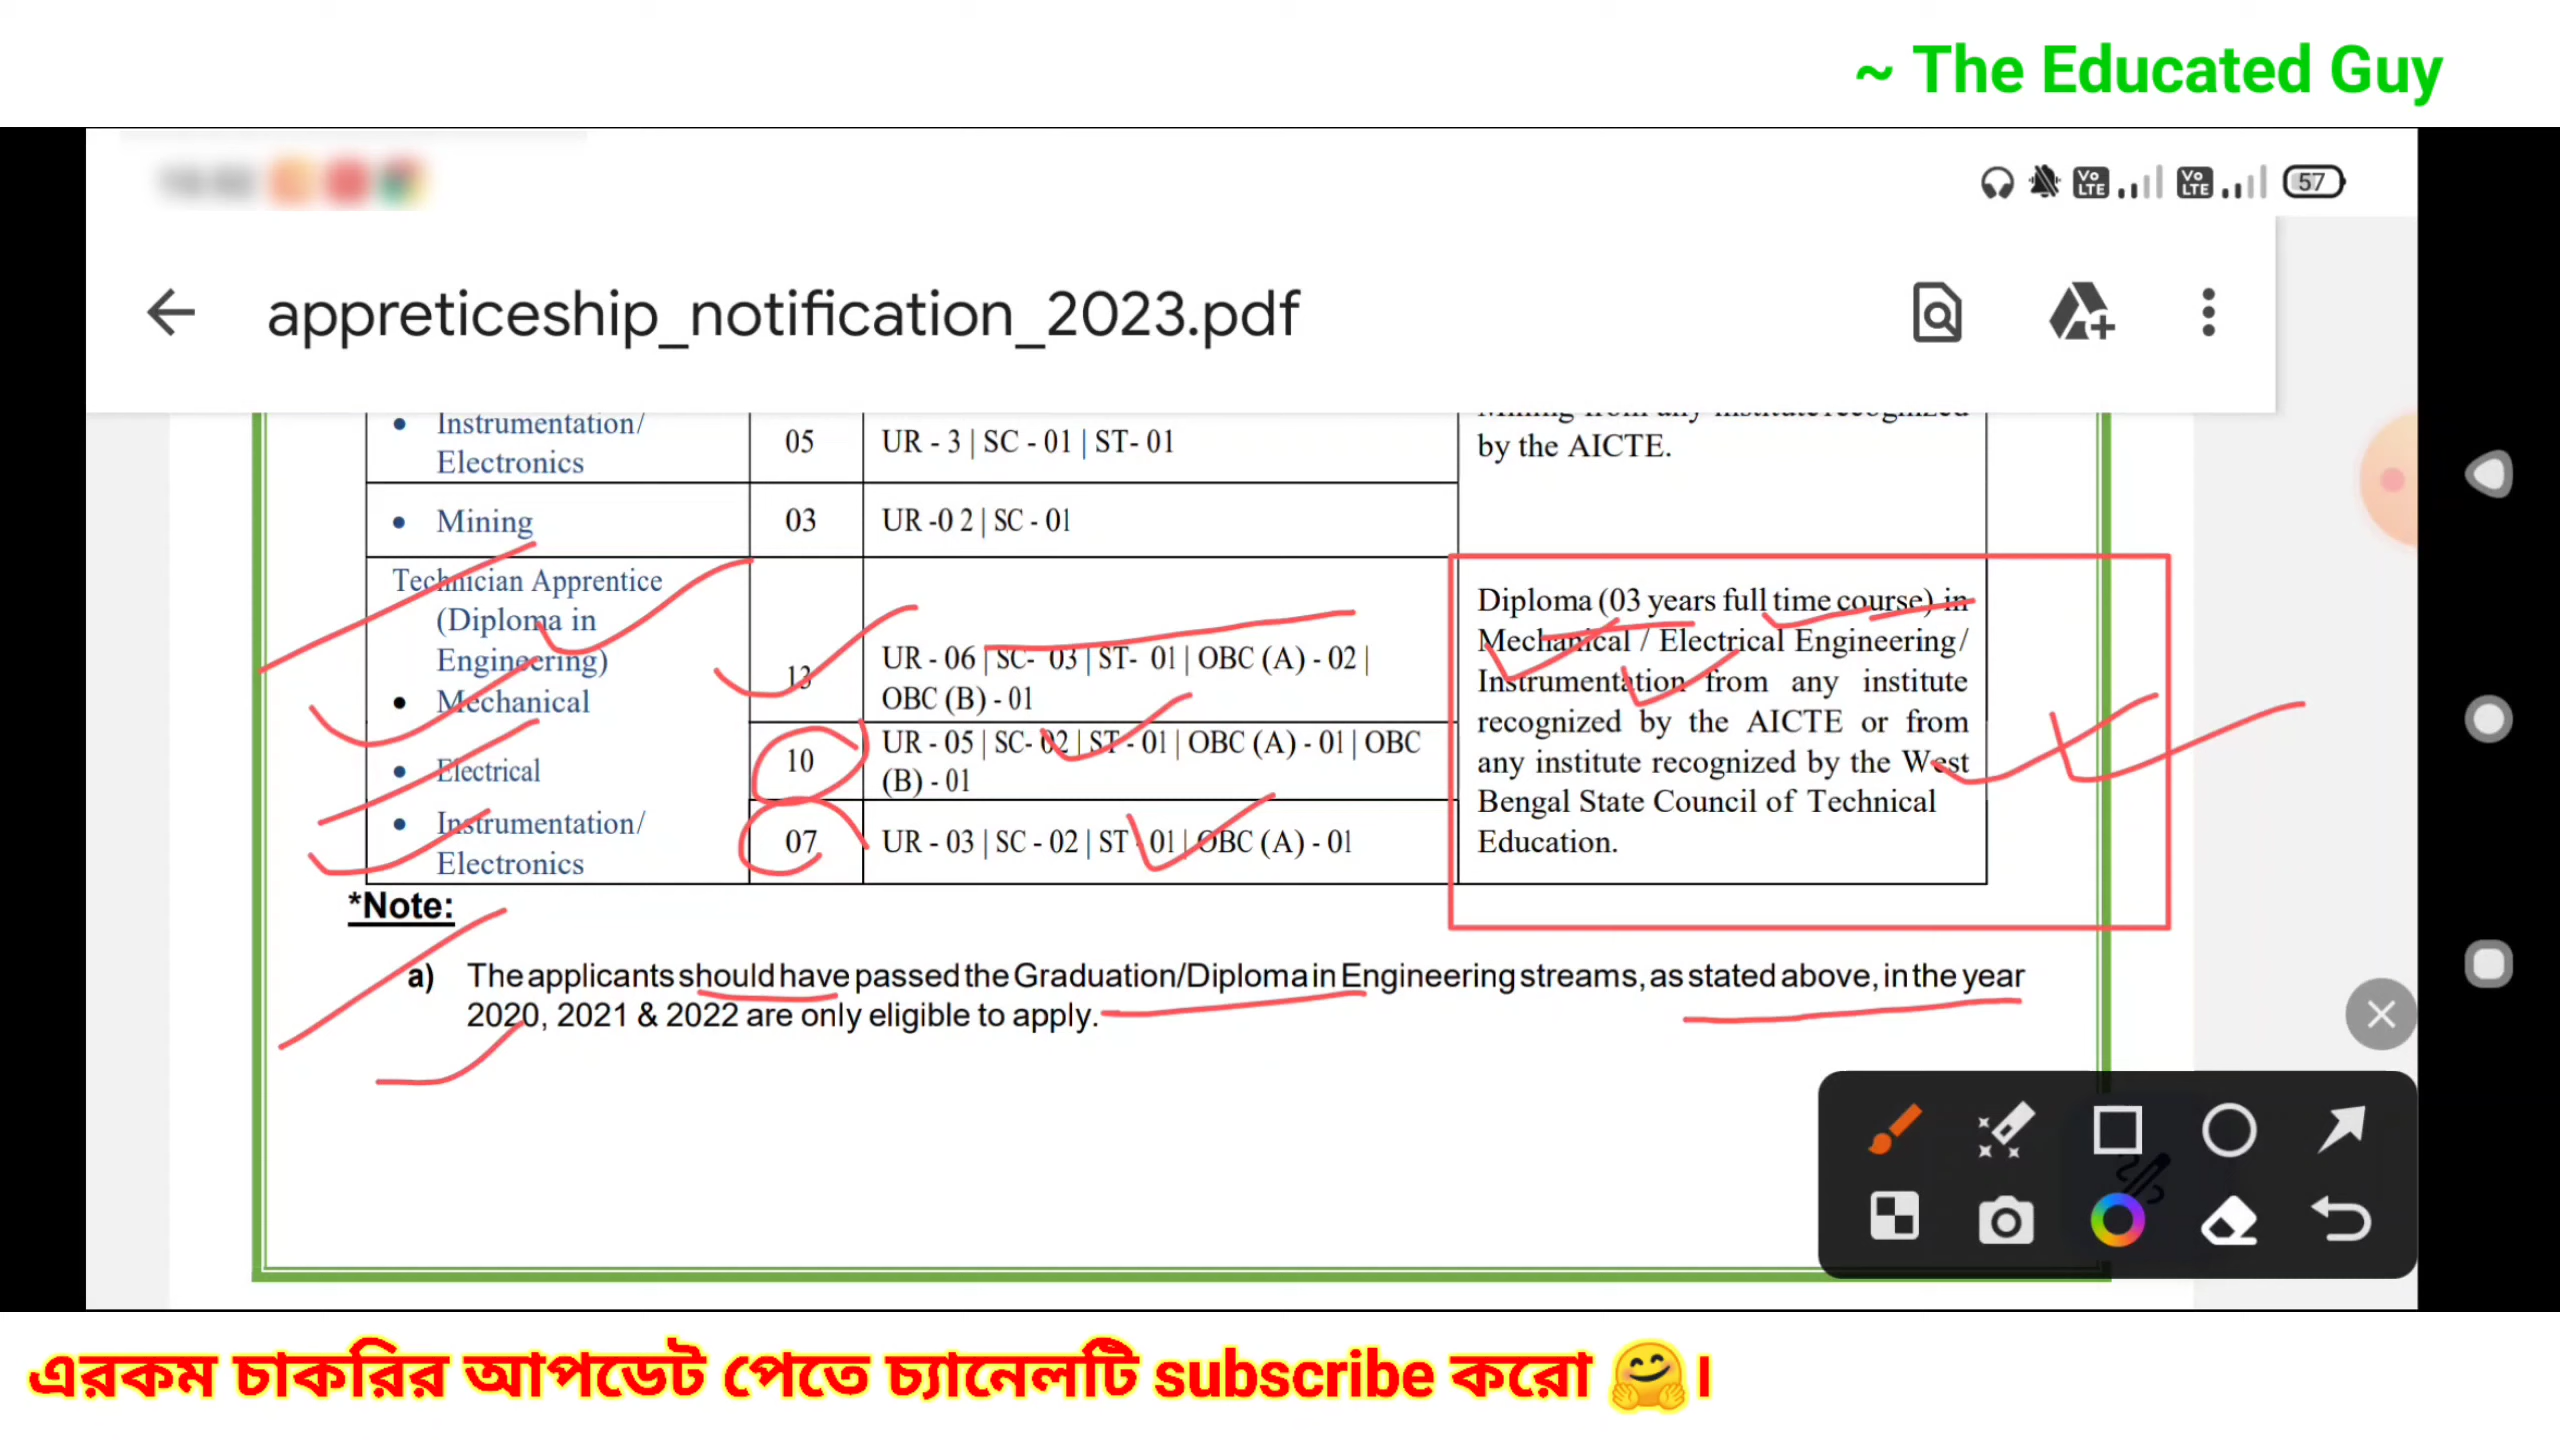 ~ The Educated Guy
Vo LTE Vo LTE 57
appreticeship_notification_2023.pdf
Instrumentation/
Electronics
05
UR - 3 | SC - 01 | ST- 01
by the AICTE.
Mining
03
UR -0 2 | SC - 01
Technician Apprentice
(Diploma in
Engineering)
Mechanical
13
UR - 06 | SC- 03 | ST- 01 | OBC (A) - 02 |
OBC (B) - 01
Electrical
10
UR - 05 | SC- 02 | ST - 01 | OBC (A) - 01 | OBC
(B) - 01
Instrumentation/
Electronics
07
UR - 03 | SC - 02 | ST - 01 | OBC (A) - 01
Diploma (03 years full time course) in
Mechanical / Electrical Engineering/
Instrumentation from any institute
recognized by the AICTE or from
any institute recognized by the West
Bengal State Council of Technical
Education.
*Note:
a) The applicants should have passed the Graduation/Diploma in Engineering streams, as stated above, in the year
2020, 2021 & 2022 are only eligible to apply.
এরকম চাকরির আপডেট পেতে চ্যানেলটি subscribe করো 🤗।